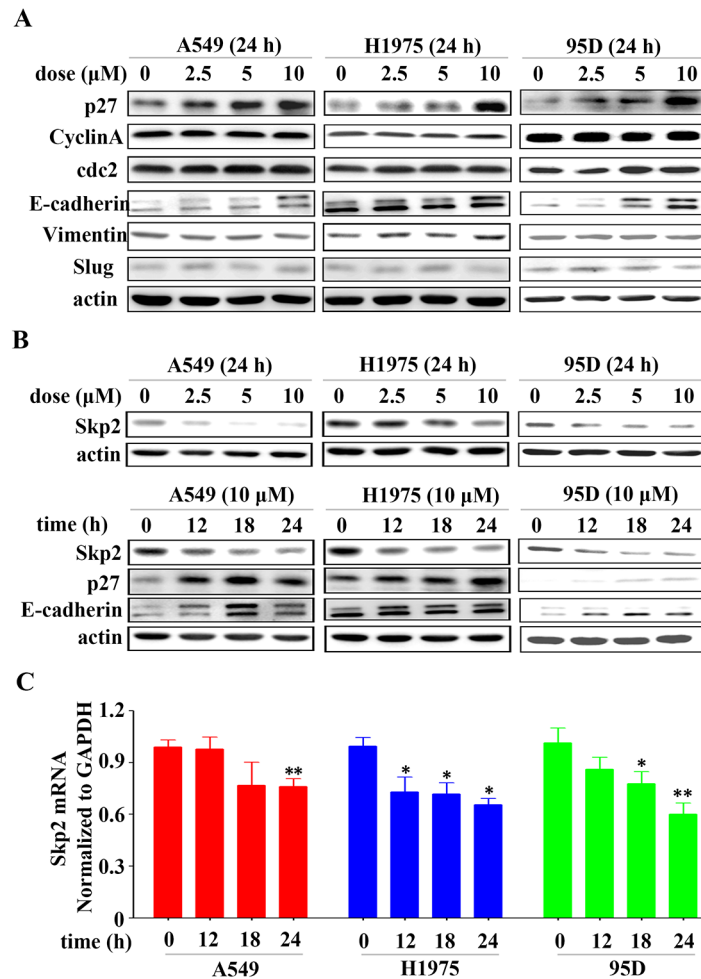 A
A549 (24 h) H1975 (24 h) 95D (24 h)
dose (μM) 0 2.5 5 10 0 2.5 5 10 0 2.5 5 10
p27
CyclinA
cdc2
E-cadherin
Vimentin
Slug
actin
B
A549 (24 h) H1975 (24 h) 95D (24 h)
dose (μM) 0 2.5 5 10 0 2.5 5 10 0 2.5 5 10
Skp2
actin
A549 (10 μM) H1975 (10 μM) 95D (10 μM)
time (h) 0 12 18 24 0 12 18 24 0 12 18 24
Skp2
p27
E-cadherin
actin
C
Skp2 mRNA
Normalized to GAPDH
1.2
0.9
0.6
0.3
0
** * * * * **
time (h) 0 12 18 24 0 12 18 24 0 12 18 24
A549 H1975 95D